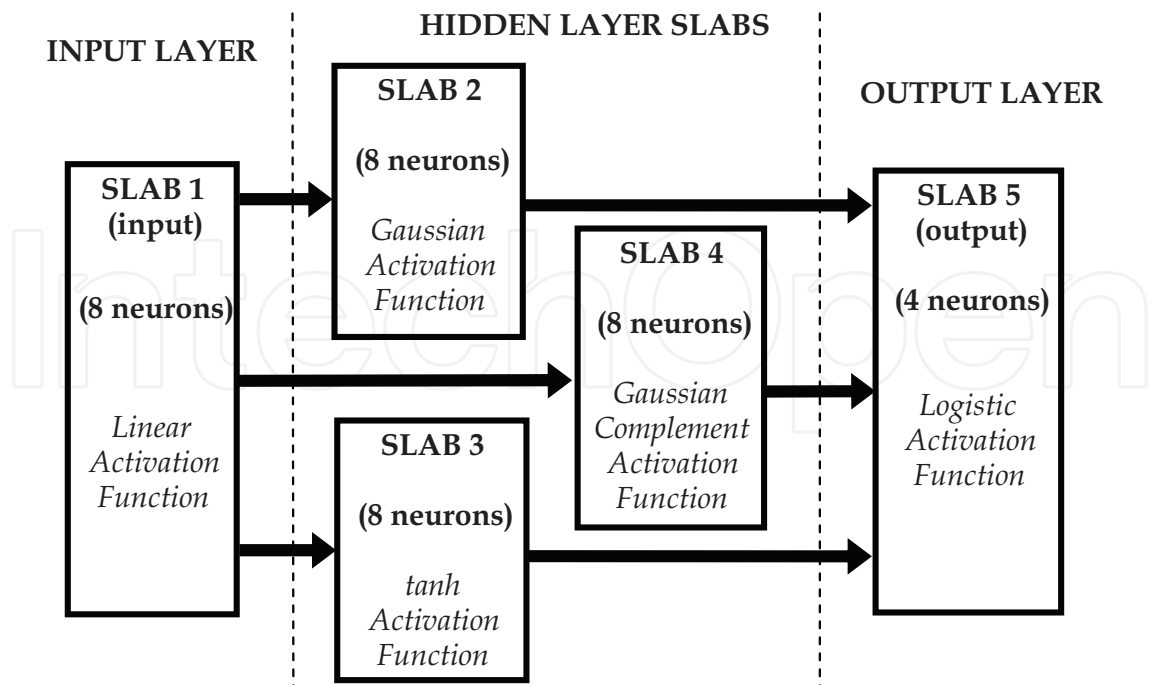 HIDDEN LAYER SLABS
INPUT LAYER
OUTPUT LAYER
SLAB 1
(input)
(8 neurons)
Linear
Activation
Function
SLAB 2
(8 neurons)
Gaussian
Activation
Function
SLAB 3
(8 neurons)
tanh
Activation
Function
SLAB 4
(8 neurons)
Gaussian
Complement
Activation
Function
SLAB 5
(output)
(4 neurons)
Logistic
Activation
Function
IntechOpen